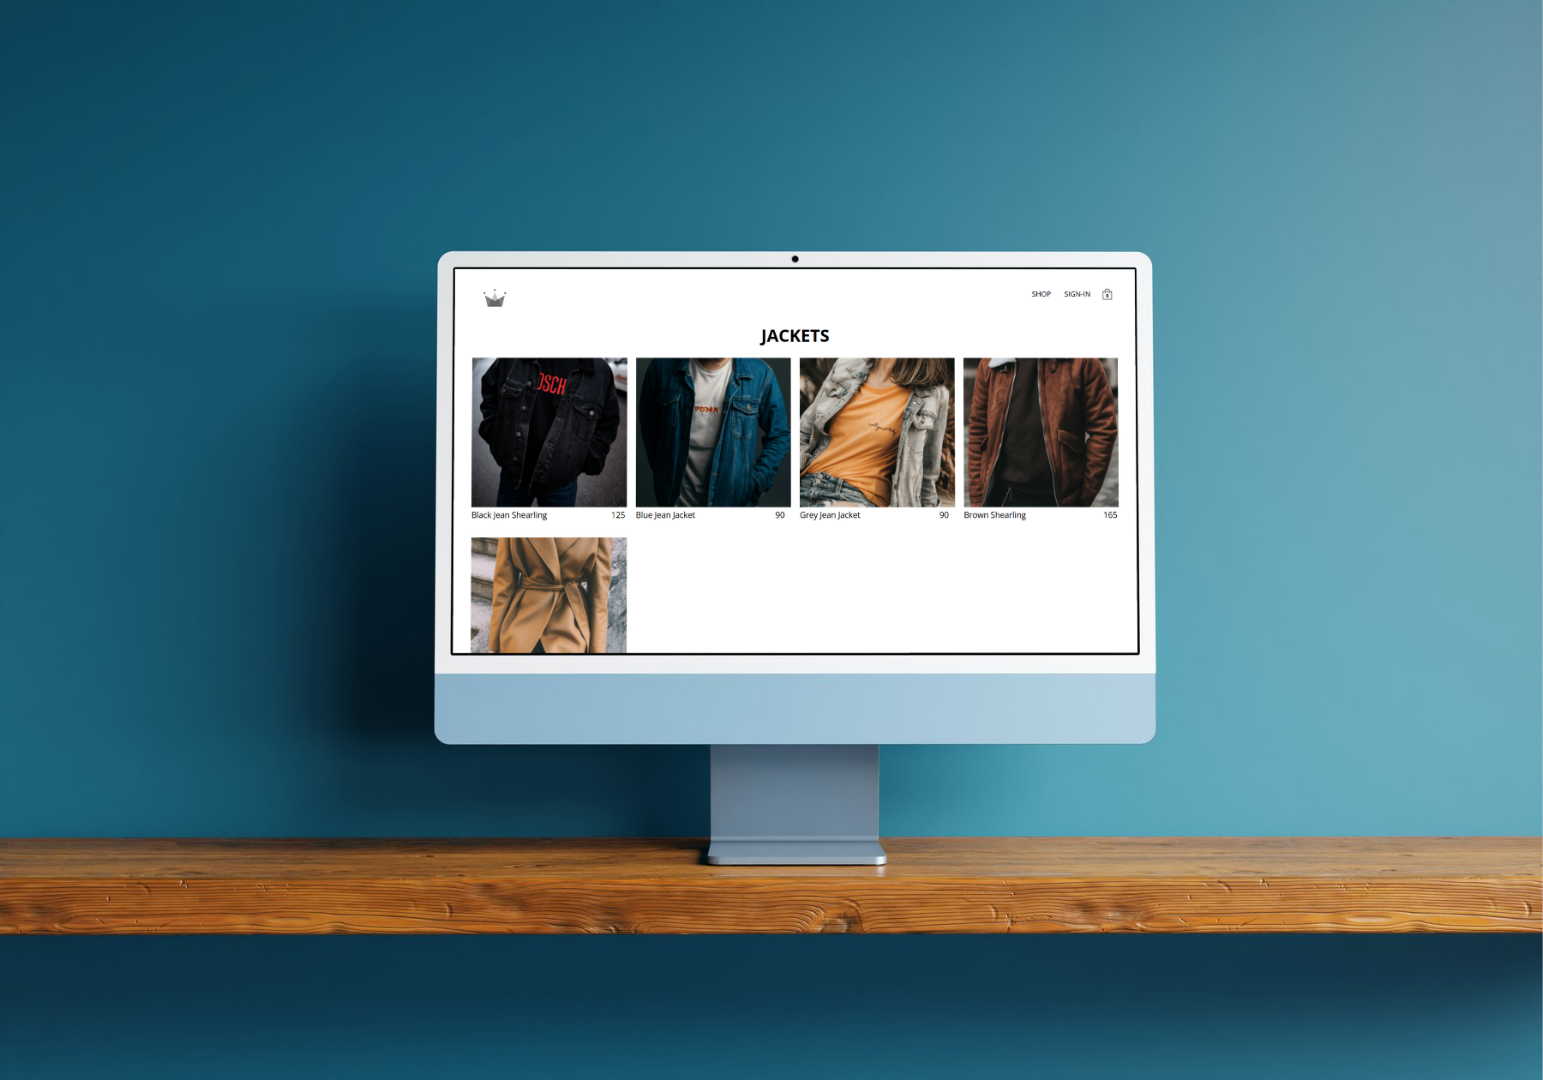 SHOP SIGN-IN
0
JACKETS
OSCH
PUMA
Black Jean Shearling 125
Blue Jean Jacket 90
Grey Jean Jacket 90
Brown Shearling 165